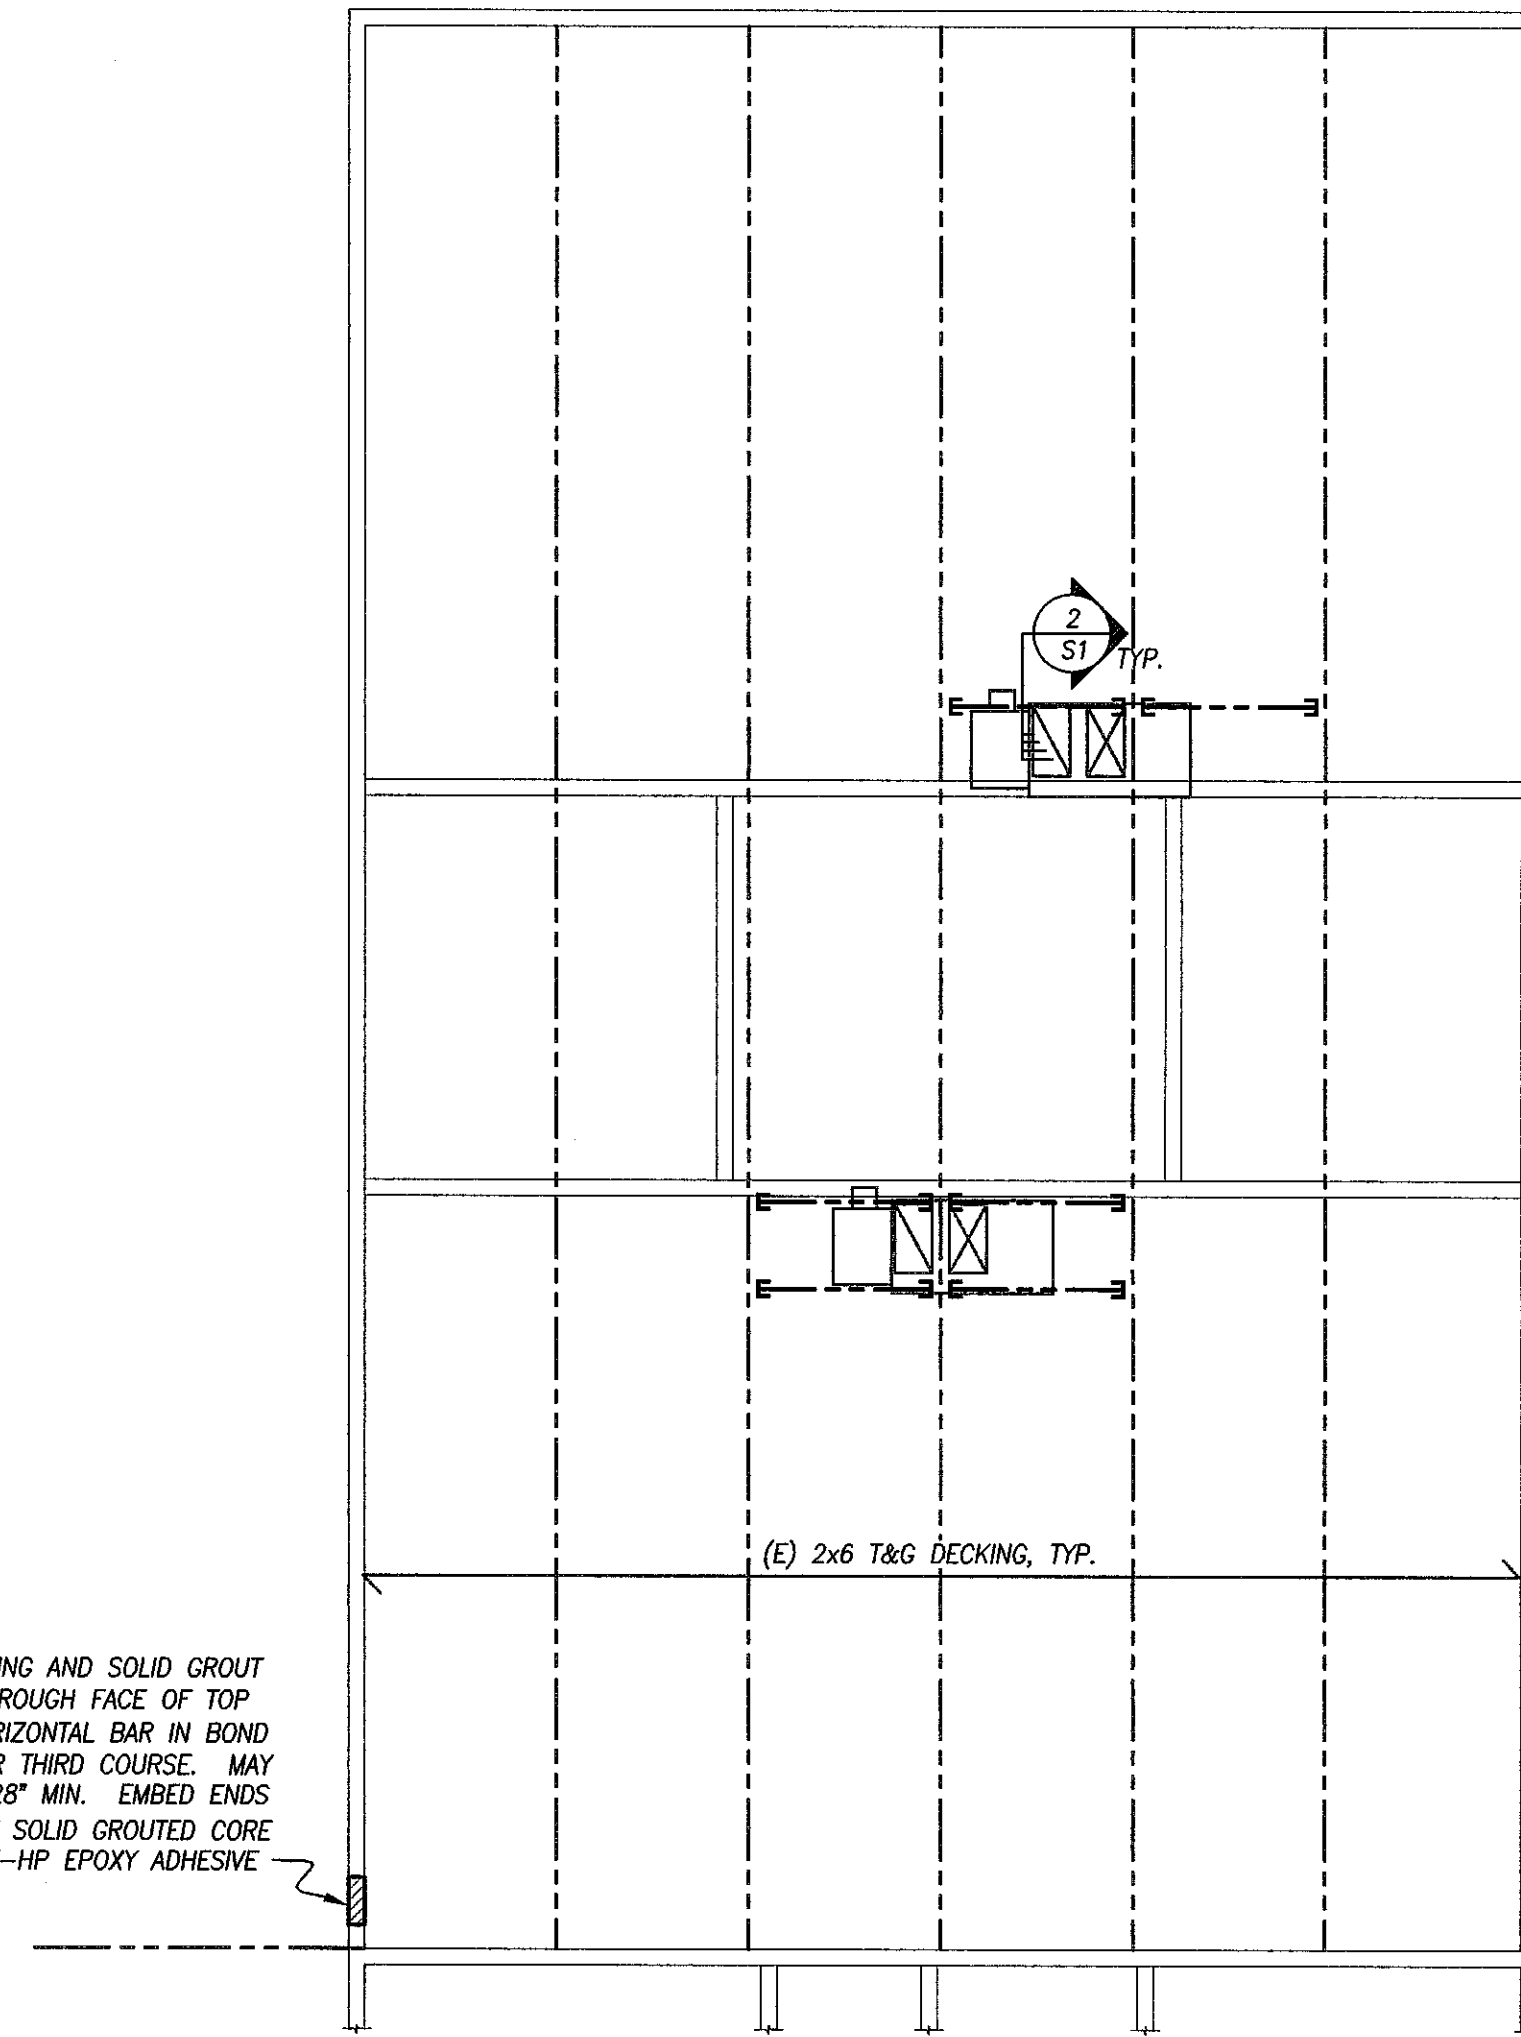 2
S1
TYP.
(E) 2x6 T&G DECKING, TYP.
ING AND SOLID GROUT
ROUGH FACE OF TOP
RIZONTAL BAR IN BOND
R THIRD COURSE. MAY
28" MIN. EMBED ENDS
SOLID GROUTED CORE
-HP EPOXY ADHESIVE